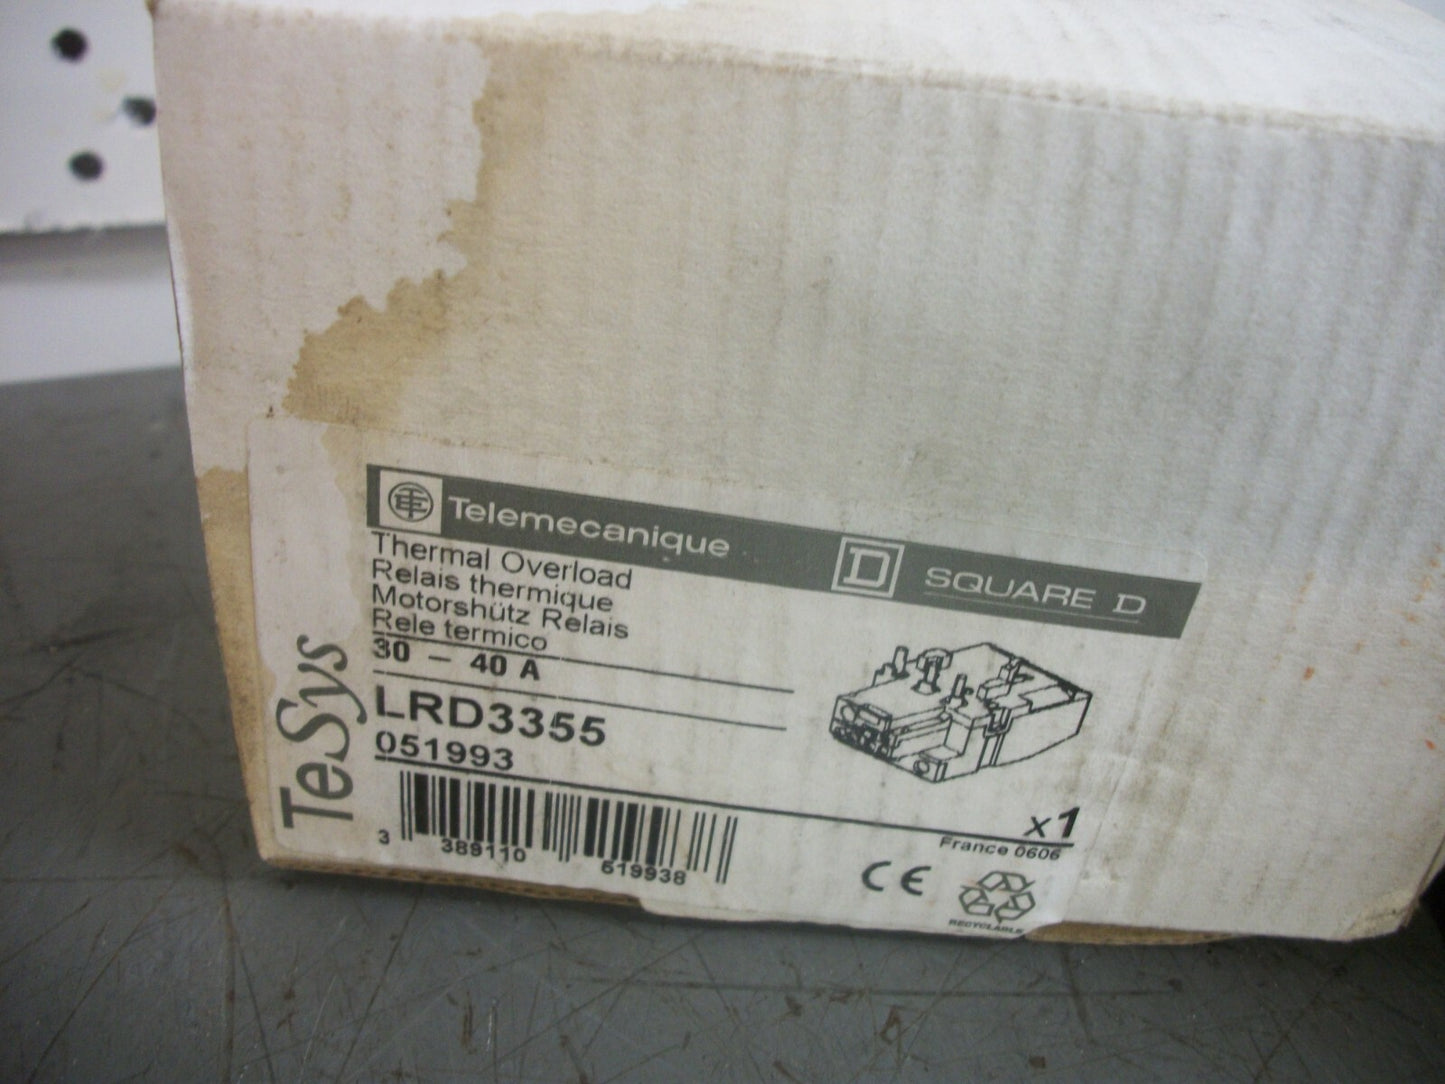 Telemecanique
D SQUARE D
Thermal Overload
Relais thermique
Motorshütz Relais
Rele termico
30 – 40 A
LRD3355
051993
TeSys
3 389110 519938
x1
France 0606
CE
RECYCLABLE